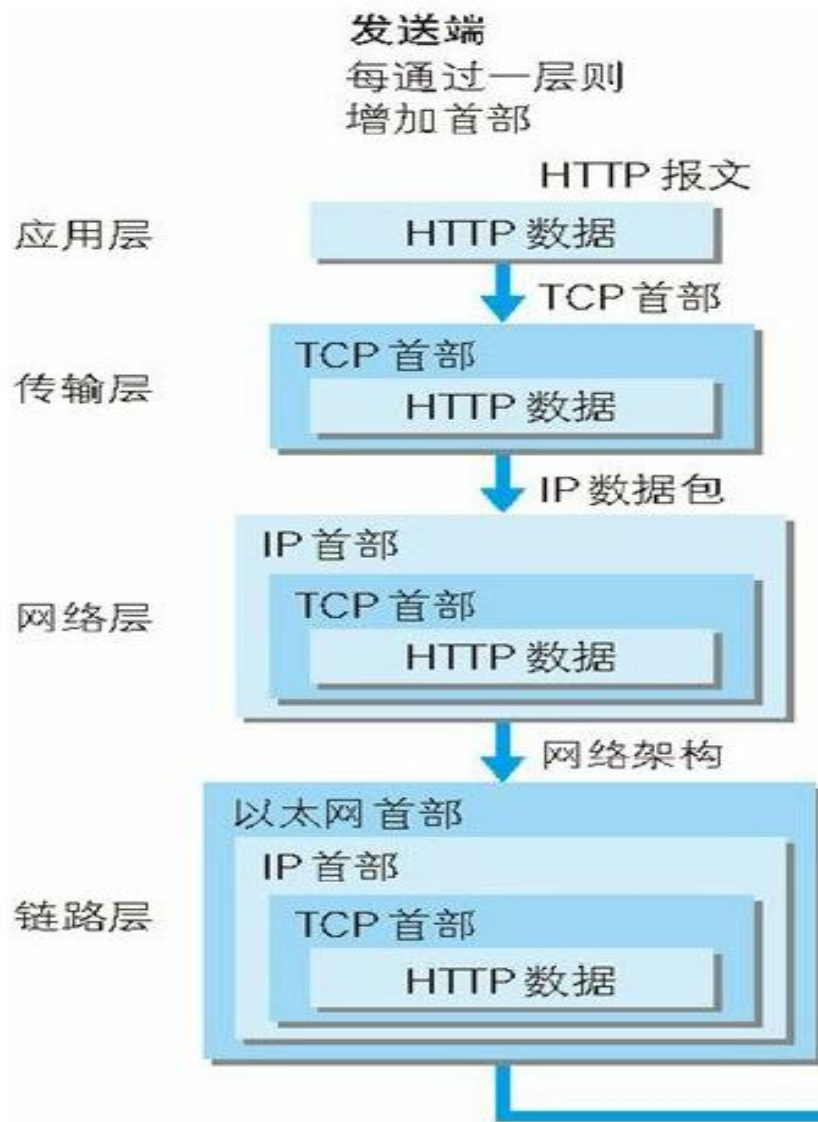 发送端
每通过一层则
增加首部
HTTP 报文
应用层
HTTP 数据
TCP 首部
TCP 首部
传输层
HTTP 数据
IP 数据包
IP 首部
网络层
TCP 首部
HTTP 数据
网络架构
以太网首部
IP 首部
链路层
TCP 首部
HTTP 数据